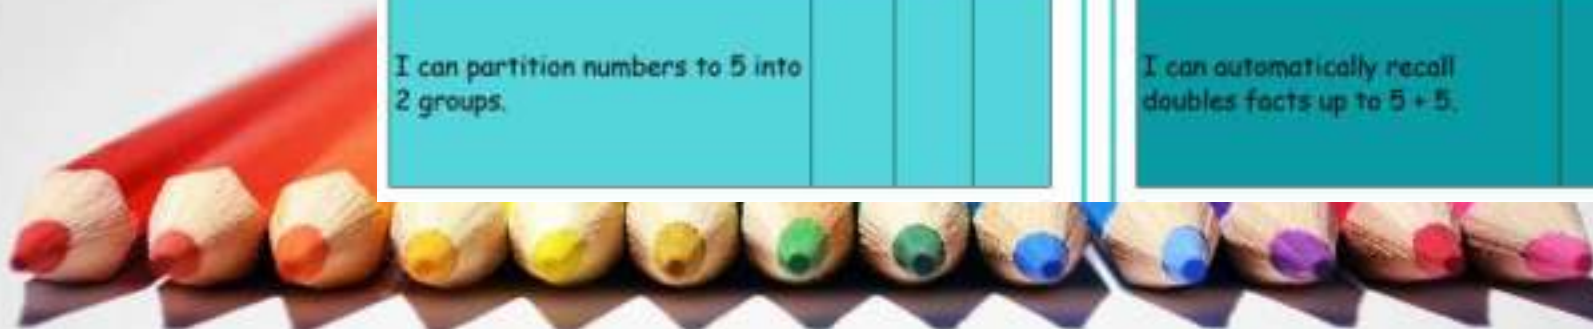 I can partition numbers to 5 into
2 groups.
I can automatically recall
doubles facts up to 5 + 5.